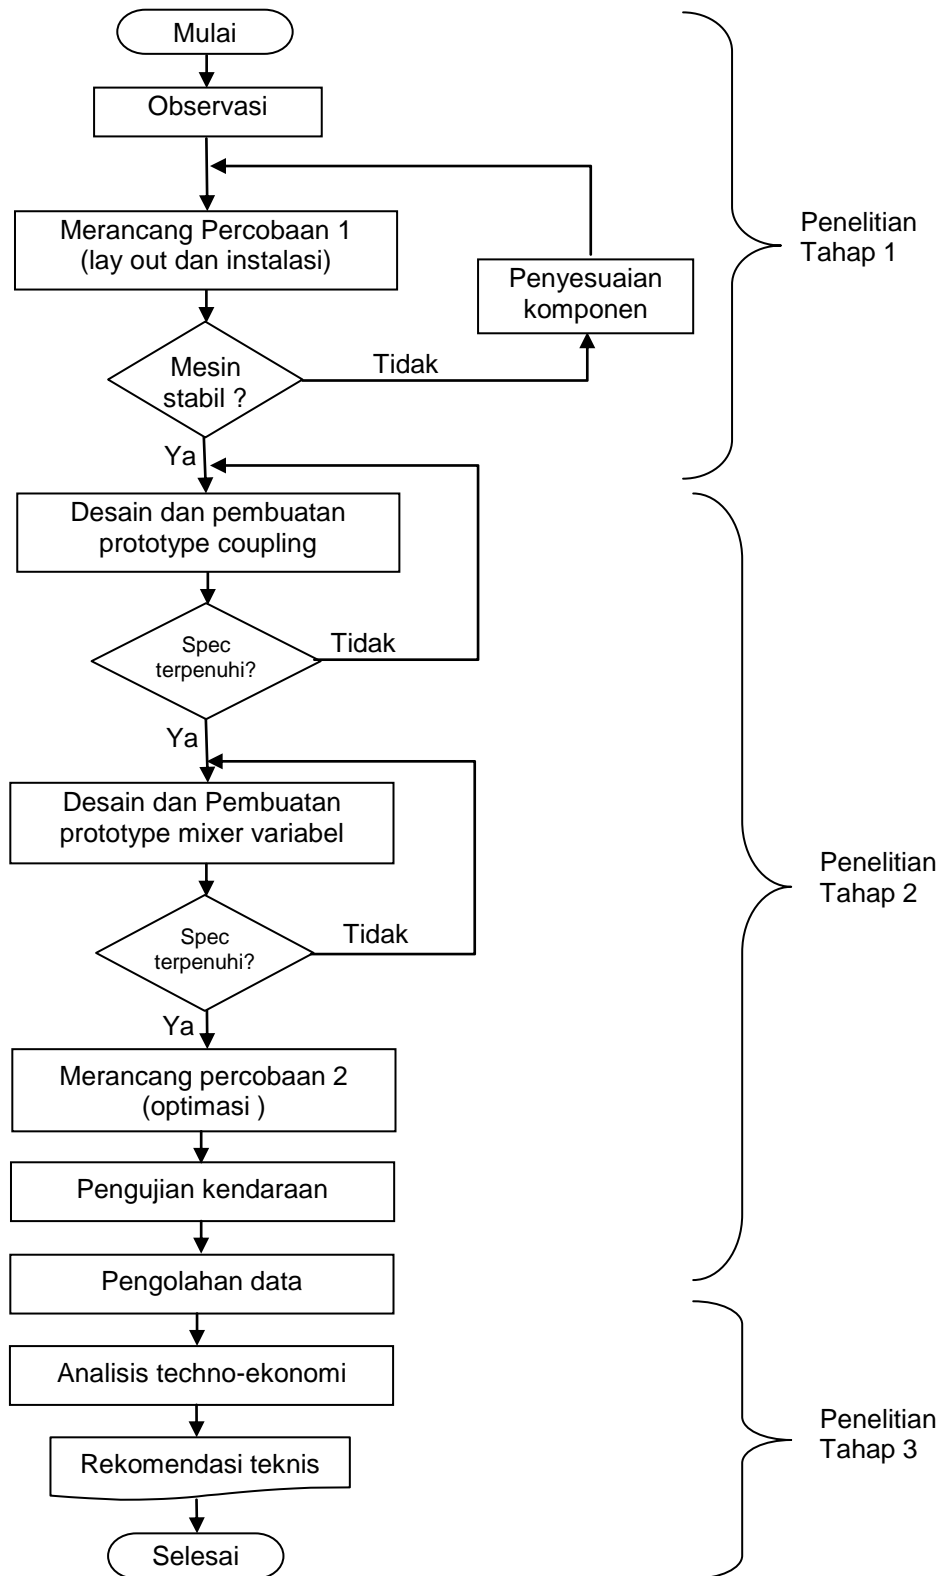 Mulai
Observasi
Merancang Percobaan 1
(lay out dan instalasi)
Penyesuaian
komponen
Penelitian
Tahap 1
Mesin
stabil ?
Tidak
Ya
Desain dan pembuatan
prototype coupling
Spec
terpenuhi?
Tidak
Ya
Desain dan Pembuatan
prototype mixer variabel
Penelitian
Tahap 2
Spec
terpenuhi?
Tidak
Ya
Merancang percobaan 2
(optimasi )
Pengujian kendaraan
Pengolahan data
Analisis techno-ekonomi
Penelitian
Tahap 3
Rekomendasi teknis
Selesai